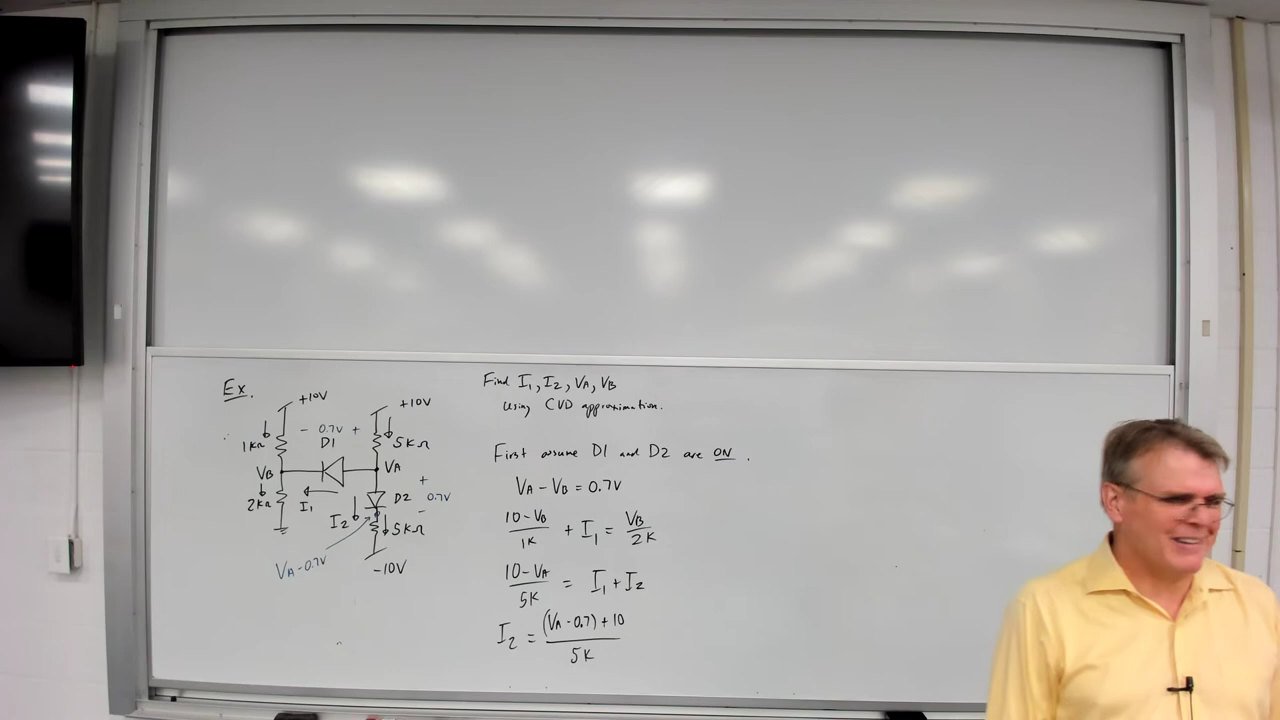 Ex.
+10V
+10V
- 0.7V +
D1
1KΩ
5KΩ
VB
VA
2KΩ
I1
D2
+
0.7V
-
I2
5KΩ
VA-0.7V
-10V
Find I1, I2, VA, VB
using CVD approximation.
First assume D1 and D2 are ON.
VA - VB = 0.7V
10-VB/1K + I1 = VB/2K
10-VA/5K = I1 + I2
I2 = (VA-0.7)+10/5K